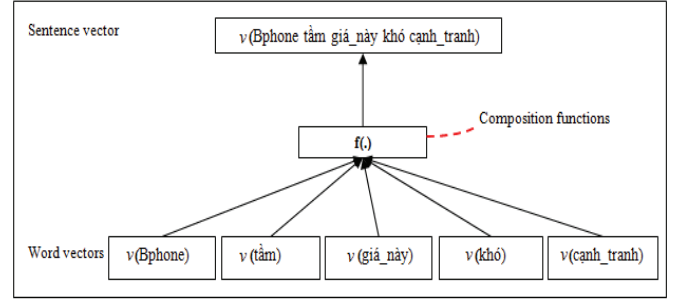 Sentence vector
v(Bphone tầm giá_này khó cạnh_tranh)
Composition functions
f(.)
Word vectors
v(Bphone)
v(tầm)
v(giá_này)
v(khó)
v(cạnh_tranh)